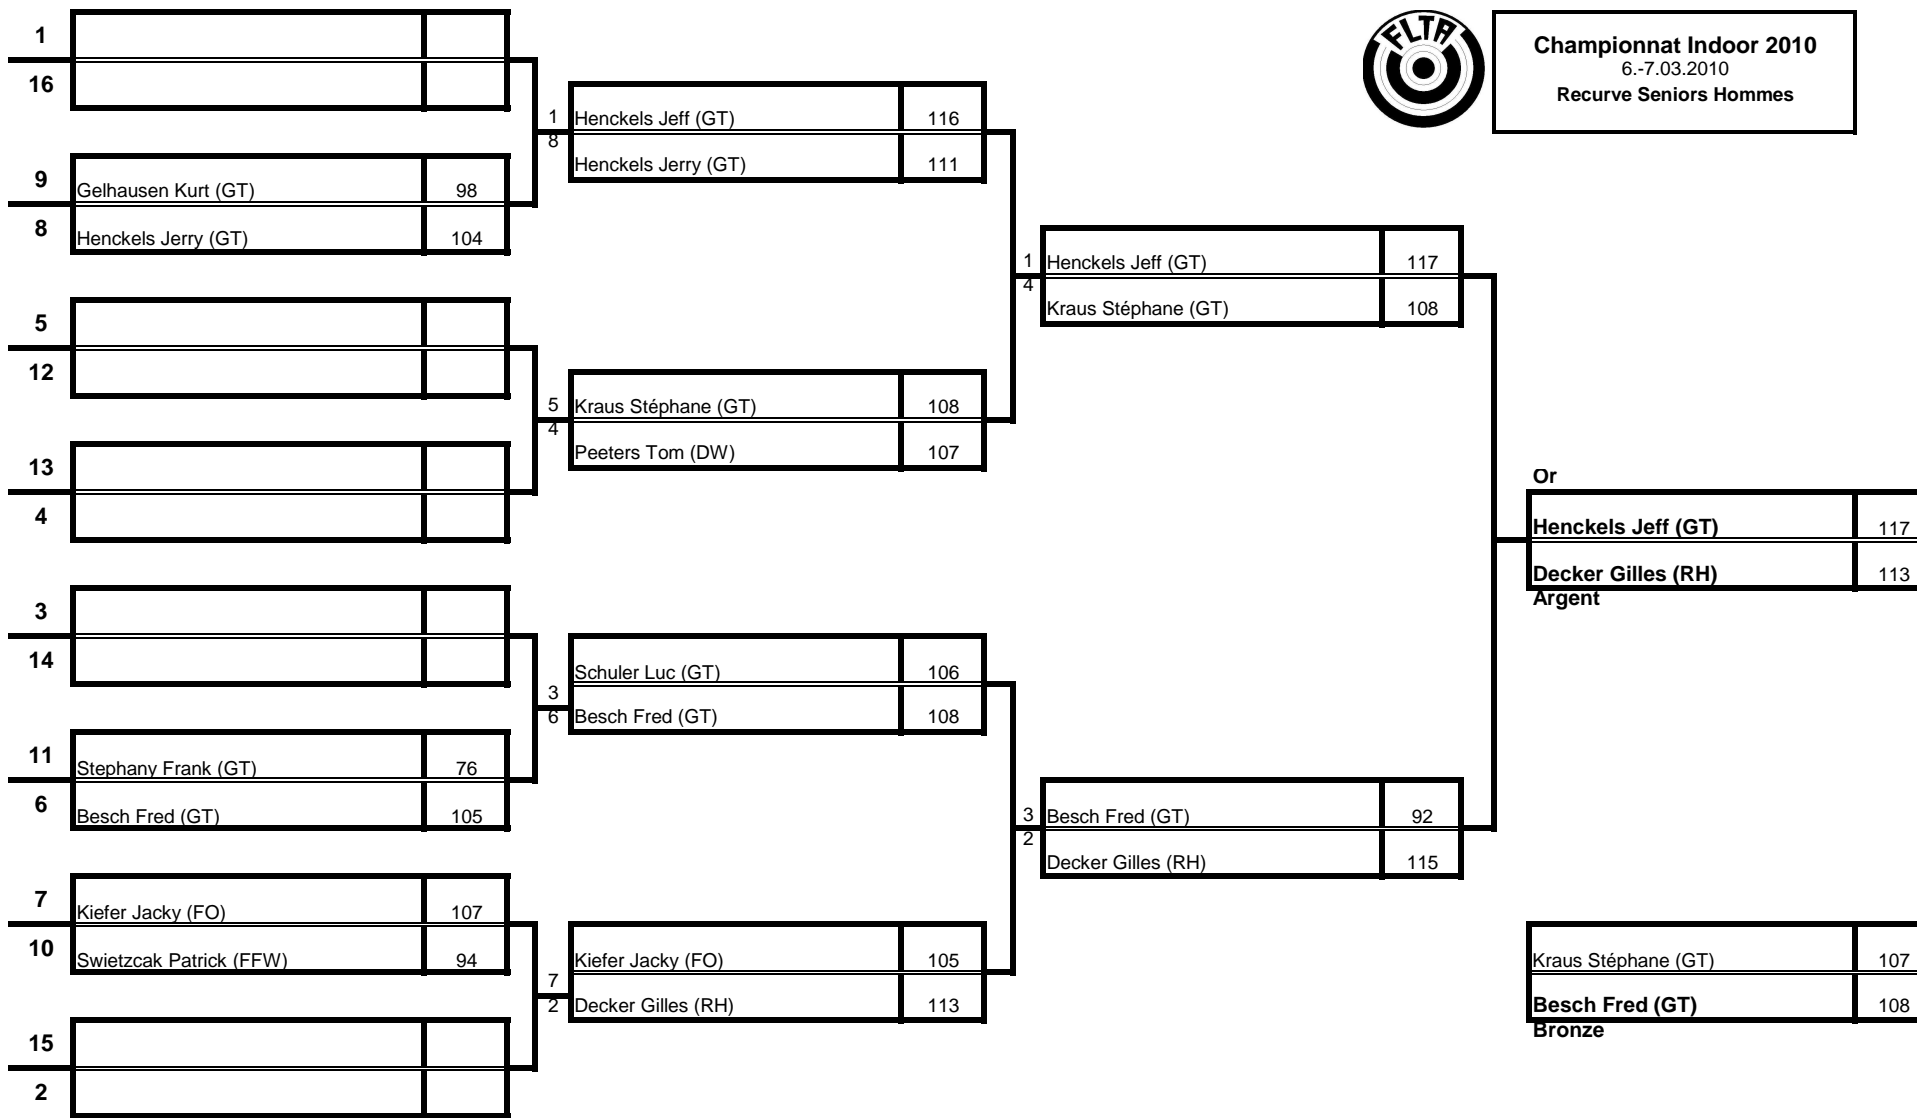 FLTA
Championnat Indoor 2010
6.-7.03.2010
Recurve Seniors Hommes
1
16
9 Gelhausen Kurt (GT) 98
8 Henckels Jerry (GT) 104
5
12
13
4
3
14
11 Stephany Frank (GT) 76
6 Besch Fred (GT) 105
7 Kiefer Jacky (FO) 107
10 Swietzcak Patrick (FFW) 94
15
2
1 Henckels Jeff (GT) 116
8 Henckels Jerry (GT) 111
5 Kraus Stéphane (GT) 108
4 Peeters Tom (DW) 107
3 Schuler Luc (GT) 106
6 Besch Fred (GT) 108
7 Kiefer Jacky (FO) 105
2 Decker Gilles (RH) 113
1 Henckels Jeff (GT) 117
4 Kraus Stéphane (GT) 108
3 Besch Fred (GT) 92
2 Decker Gilles (RH) 115
Or
Henckels Jeff (GT) 117
Decker Gilles (RH) 113
Argent
Kraus Stéphane (GT) 107
Besch Fred (GT) 108
Bronze